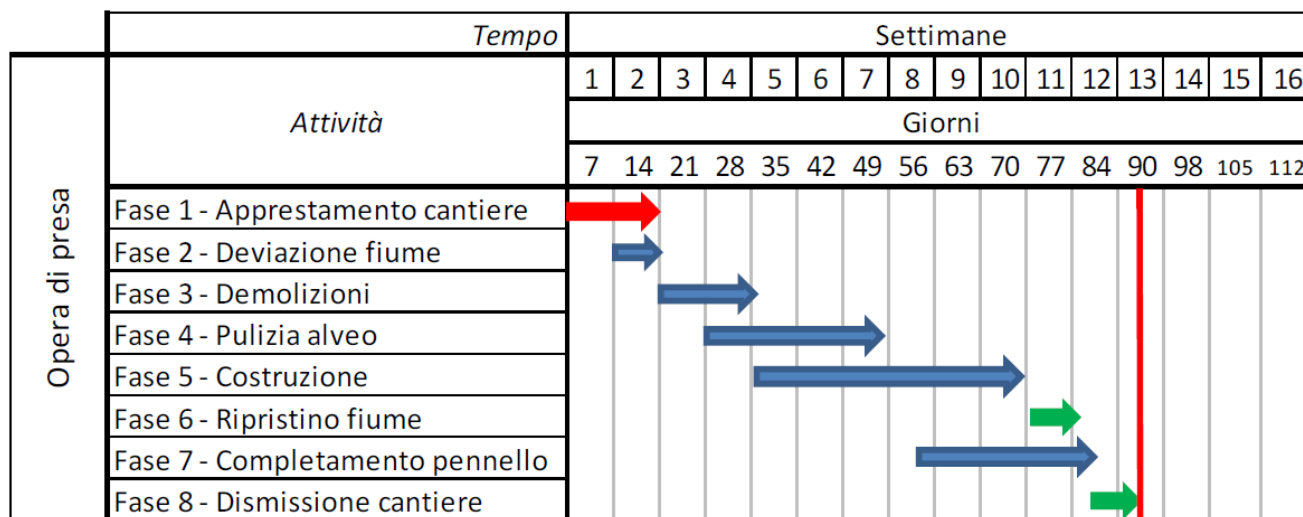 Tempo Settimane
1 2 3 4 5 6 7 8 9 10 11 12 13 14 15 16
Attività Giorni
7 14 21 28 35 42 49 56 63 70 77 84 90 98 105 112
Opera di presa
Fase 1 - Apprestamento cantiere
Fase 2 - Deviazione fiume
Fase 3 - Demolizioni
Fase 4 - Pulizia alveo
Fase 5 - Costruzione
Fase 6 - Ripristino fiume
Fase 7 - Completamento pennello
Fase 8 - Dismissione cantiere